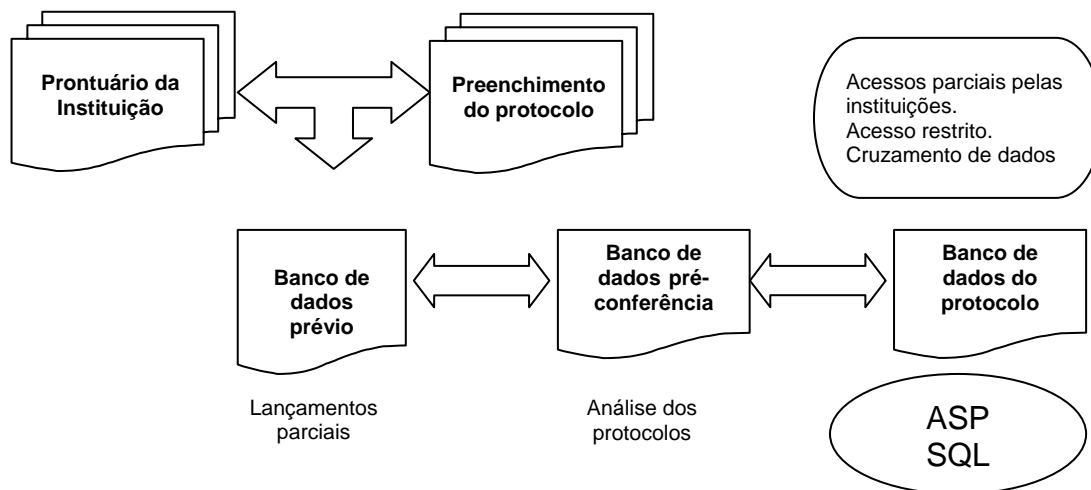 Prontuário da
Instituição
Preenchimento
do protocolo
Acessos parciais pelas
instituições.
Acesso restrito.
Cruzamento de dados
Banco de
dados
prévio
Banco de
dados pré-
conferência
Banco de
dados do
protocolo
Lançamentos
parciais
Análise dos
protocolos
ASP
SQL